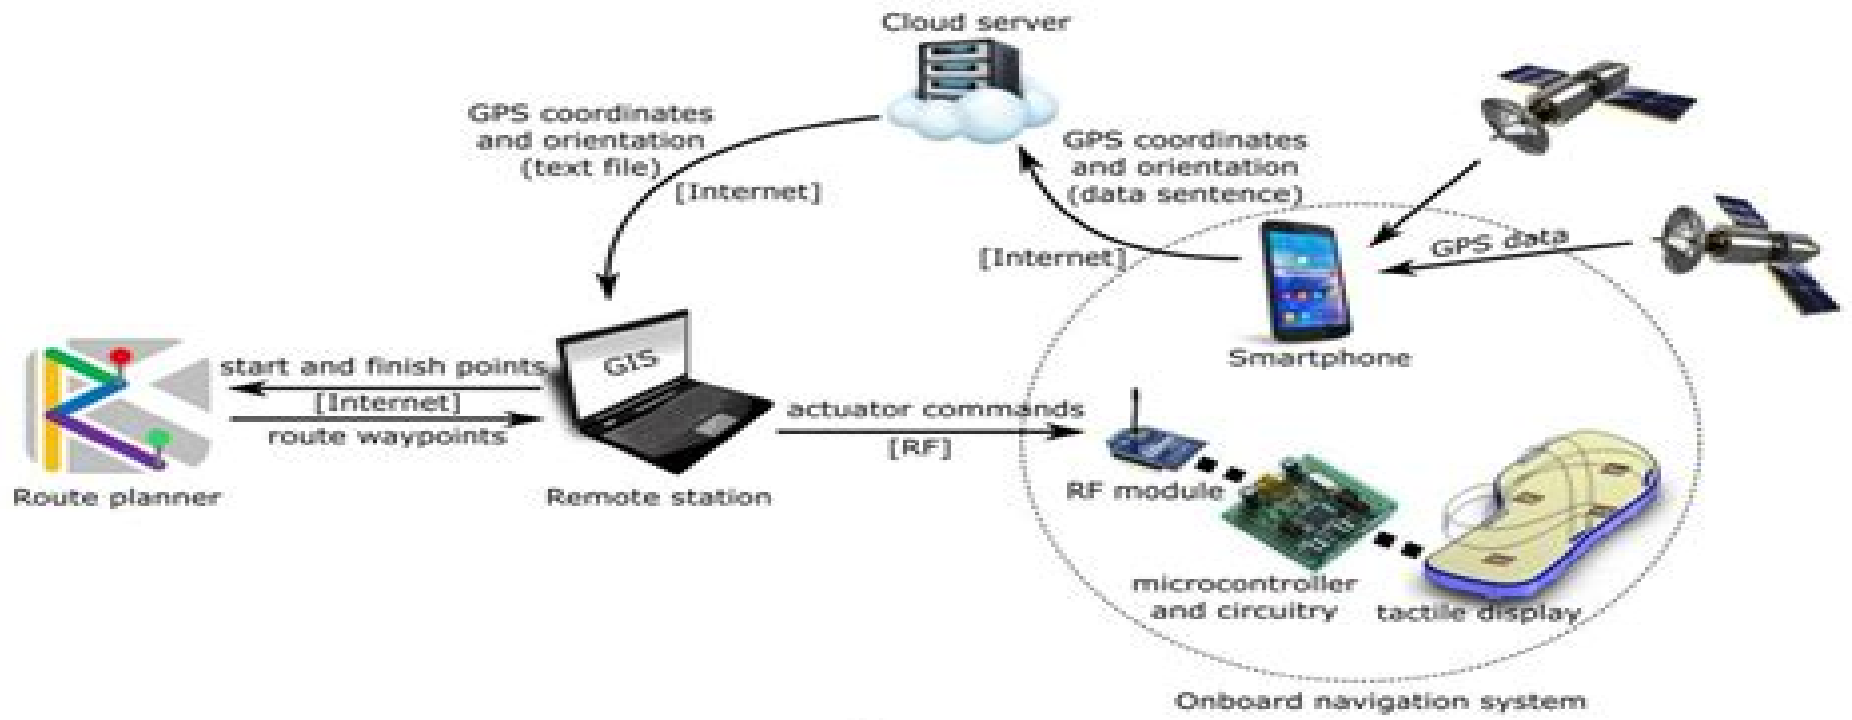 Cloud server
GPS coordinates
and orientation
(text file)
[Internet]
GPS coordinates
and orientation
(data sentence)
[Internet]
GPS data
Smartphone
GIS
start and finish points
[Internet]
route waypoints
Route planner
Remote station
actuator commands
[RF]
RF module
microcontroller
and circuitry
tactile display
Onboard navigation system